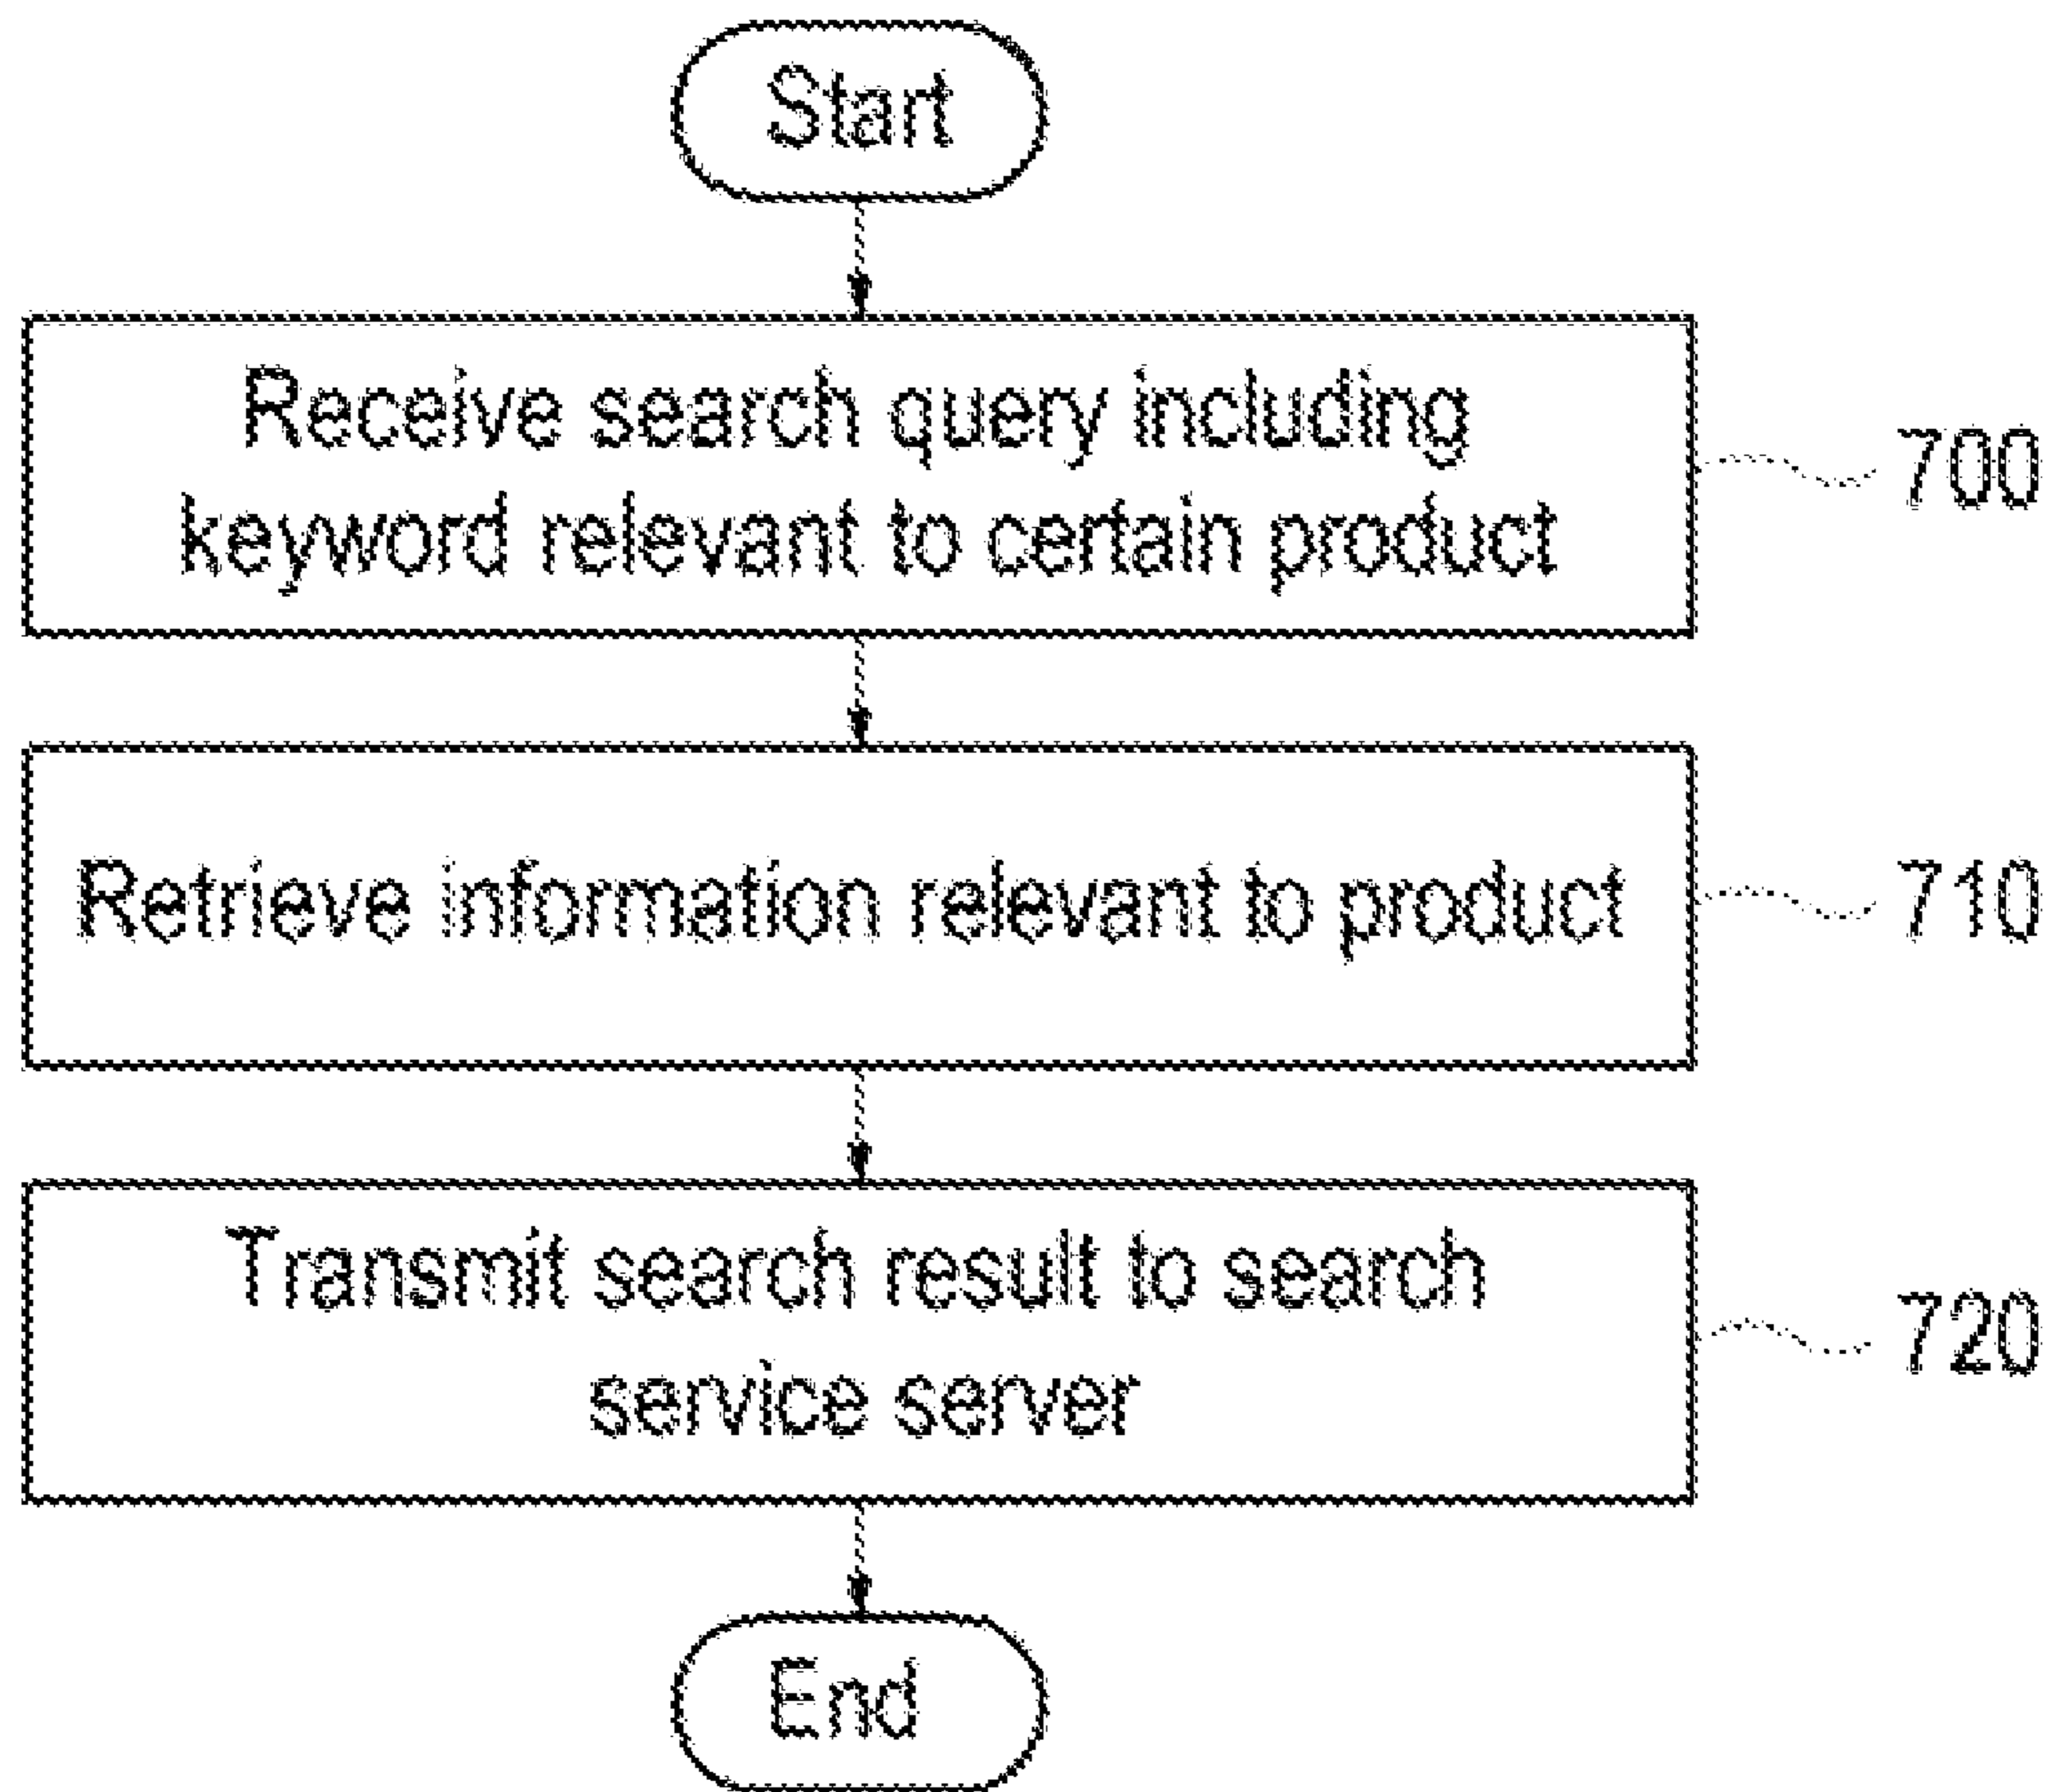 Start
Receive search query including
keyword relevant to certain product
700
Retrieve information relevant to product
710
Transmit search result to search
service server
720
End